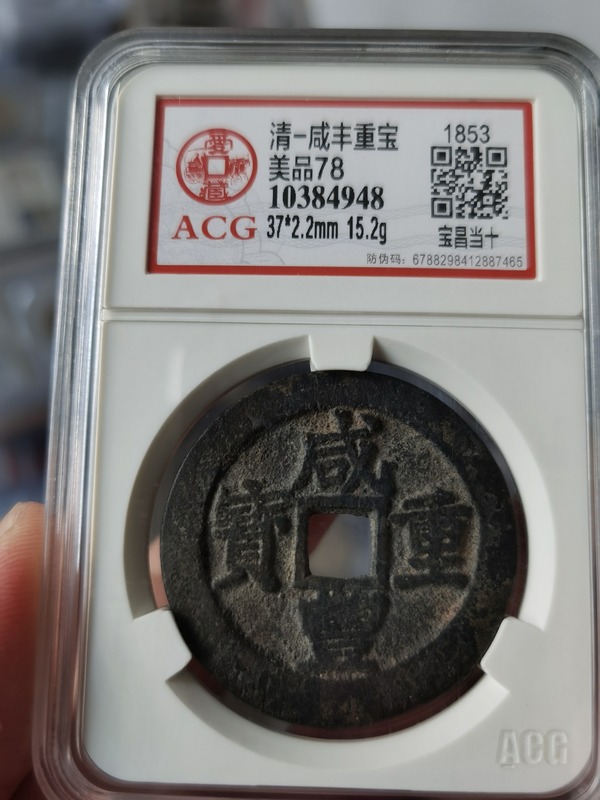 清一咸丰重宝
1853
美品78
10384948
ACG
37*2.2mm 15.2g
宝昌当十
防伪码：6788298412887465
咸
寶 重
豐
ACG